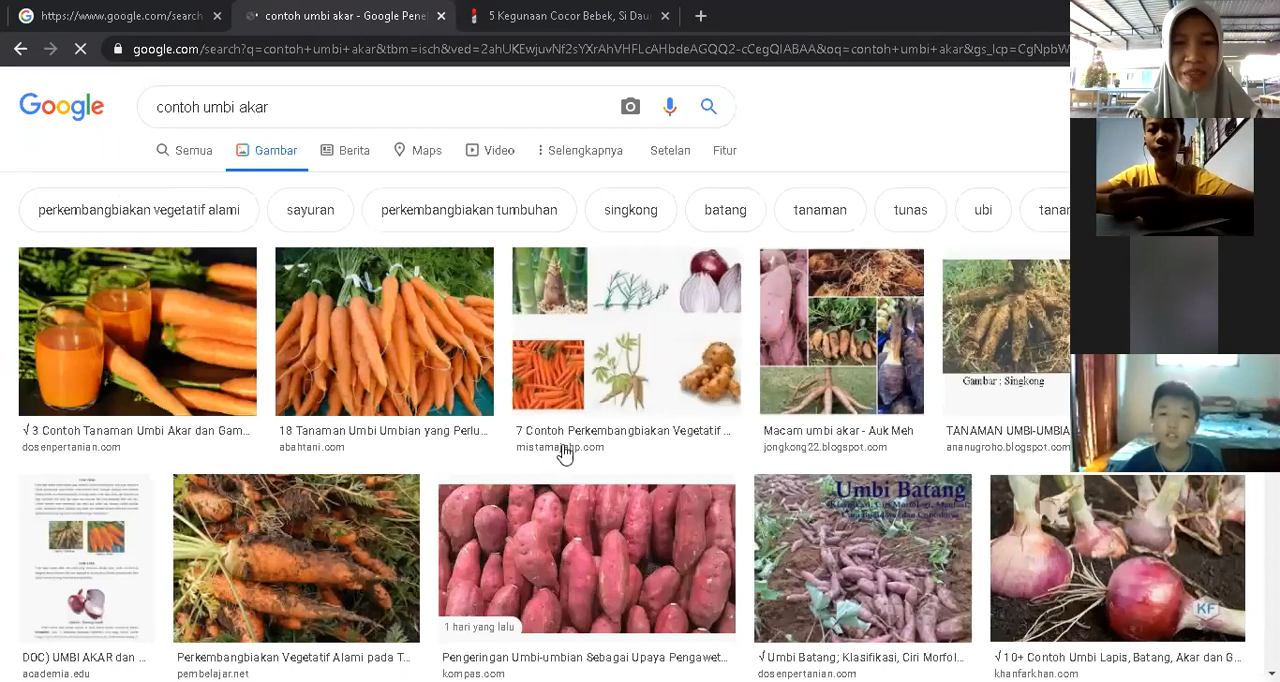 https://www.google.com/search
contoh umbi akar - Google Pene
5 Kegunaan Cocor Bebek, Si Dau
google.com/search?q=contoh+umbi+akar&tbm=isch&ved=2ahUKEwjuvNf2sYXrAhVHFLcAHbdeAGQQ2-cCegQIABAA&oq=contoh+umbi+akar&gs_lcp=CgNpbW
Google
contoh umbi akar
Semua
Gambar
Berita
Maps
Video
Selengkapnya
Setelan
Fitur
perkembangbiakan vegetatif alami
sayuran
perkembangbiakan tumbuhan
singkong
batang
tanaman
tunas
ubi
tanar
Gambar : Singkong
√ 3 Contoh Tanaman Umbi Akar dan Gam...
18 Tanaman Umbi Umbian yang Perlu...
7 Contoh Perkembangbiakan Vegetatif ...
Macam umbi akar - Auk Meh
TANAMAN UMBI-UMBIA
dosenpertanian.com
abahtani.com
jongkong22.blogspot.com
ananugroho.blogspot.com
Umbi Batang
KF
1 hari yang lalu
DOC) UMBI AKAR dan ...
Perkembangbiakan Vegetatif Alami pada T...
Pengeringan Umbi-umbian Sebagai Upaya Pengawet...
√ Umbi Batang; Klasifikasi, Ciri Morfol...
√ 10+ Contoh Umbi Lapis, Batang, Akar dan G...
academia.edu
pembelajar.net
kompas.com
dosenpertanian.com
khanfarkhan.com